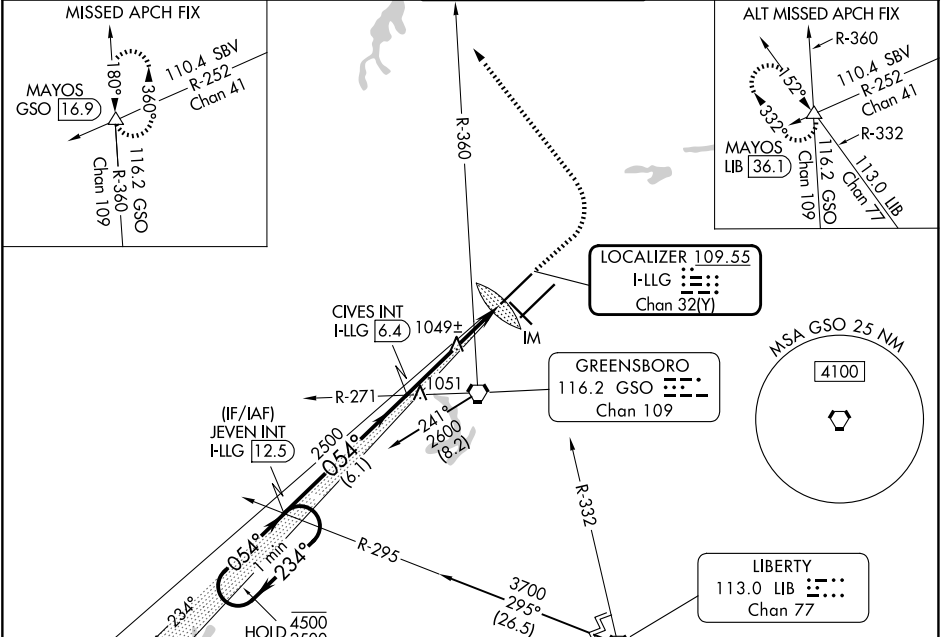 MISSED APCH FIX
MAYOS
GSO 16.9
180°
360°
110.4 SBV
R-252
Chan 41
116.2 GSO
R-360
Chan 109
R-360
ALT MISSED APCH FIX
R-360
110.4 SBV
R-252
Chan 41
152°
332°
R-332
MAYOS
LIB 36.1
116.2 GSO
Chan 109
113.0 LIB
Chan 77
LOCALIZER 109.55
I-LLG
Chan 32(Y)
CIVES INT
I-LLG 6.4
1049±
IM
MSA GSO 25 NM
4100
GREENSBORO
116.2 GSO
Chan 109
R-271
1051
241°
2600
(8.2)
(IF/IAF)
JEVEN INT
I-LLG 12.5
2500
054°
(6.1)
R-332
054°
1 min
234°
R-295
234°
3700
295°
(26.5)
LIBERTY
113.0 LIB
Chan 77
HOLD 4500
2500